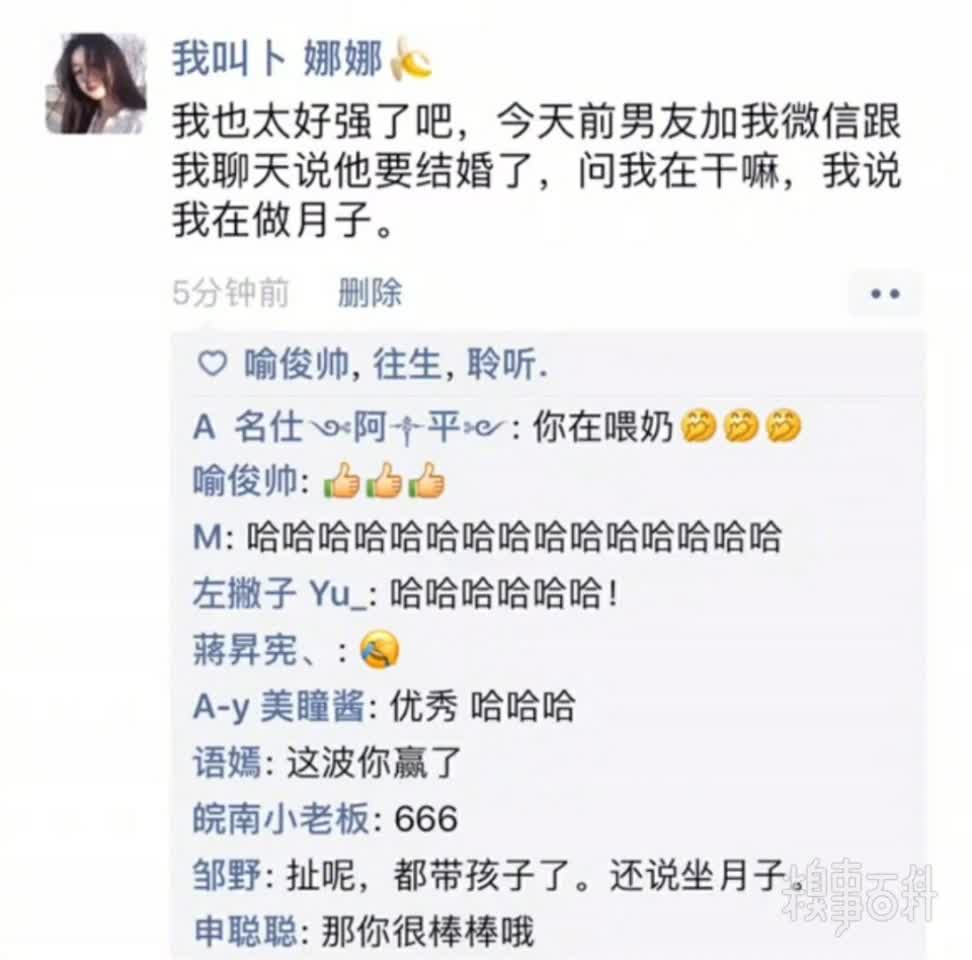 我叫卜 娜娜🍌
我也太好强了吧，今天前男友加我微信跟
我聊天说他要结婚了，问我在干嘛，我说
我在做月子。
5分钟前 删除
喻俊帅, 往生, 聆听.
A 名仕༺阿༒平༻: 你在喂奶🤭🤭🤭
喻俊帅: 👍👍👍
M: 哈哈哈哈哈哈哈哈哈哈哈哈哈哈哈
左撇子 Yu_: 哈哈哈哈哈哈！
蔣昇宪、: 😂
A-y 美瞳酱: 优秀 哈哈哈
语嫣: 这波你赢了
皖南小老板: 666
邹野: 扯呢，都带孩子了。还说坐月子。
申聪聪: 那你很棒棒哦
糗事百科